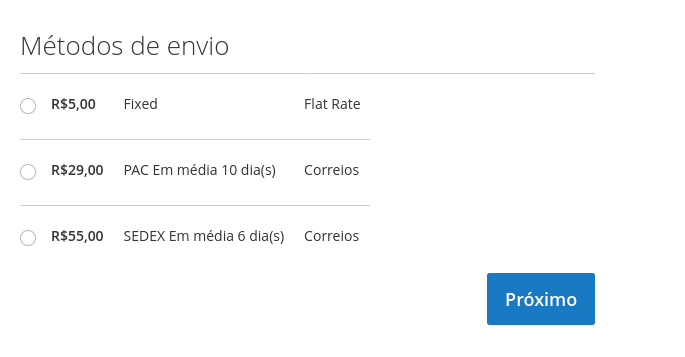 Métodos de envio
R$5,00 Fixed Flat Rate
R$29,00 PAC Em média 10 dia(s) Correios
R$55,00 SEDEX Em média 6 dia(s) Correios
Próximo